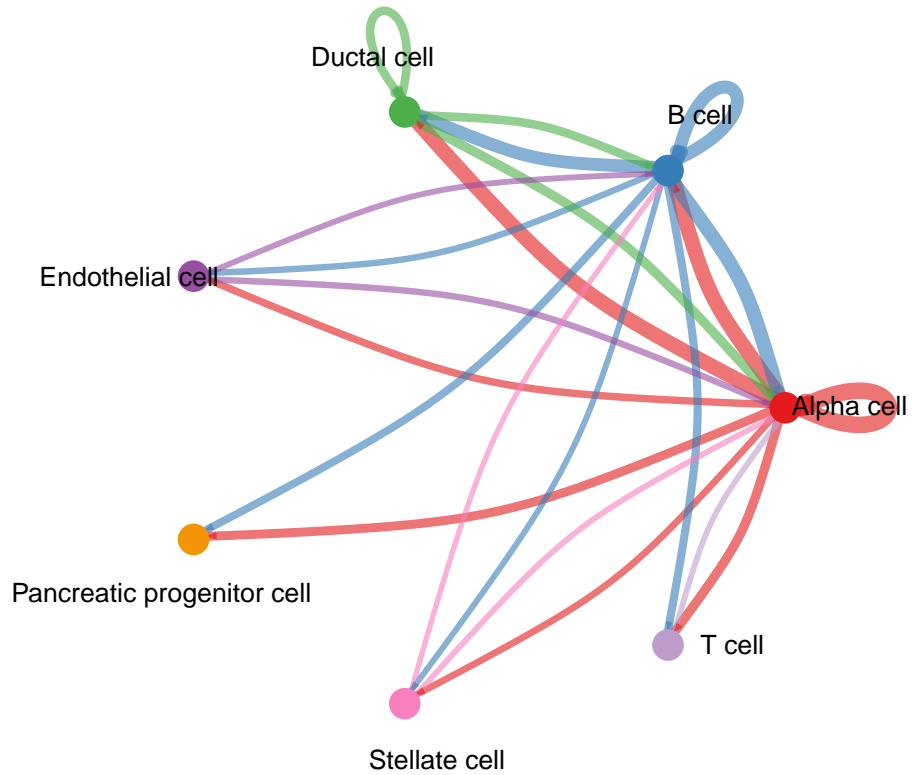 Ductal cell
B cell
Endothelial cell
Alpha cell
Pancreatic progenitor cell
T cell
Stellate cell